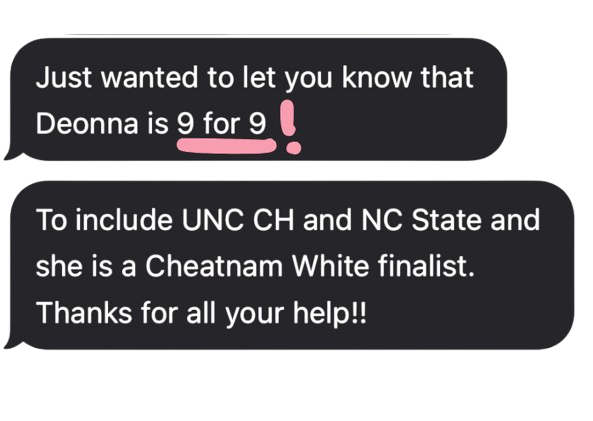 Just wanted to let you know that
Deonna is 9 for 9 !
To include UNC CH and NC State and
she is a Cheatnam White finalist.
Thanks for all your help!!